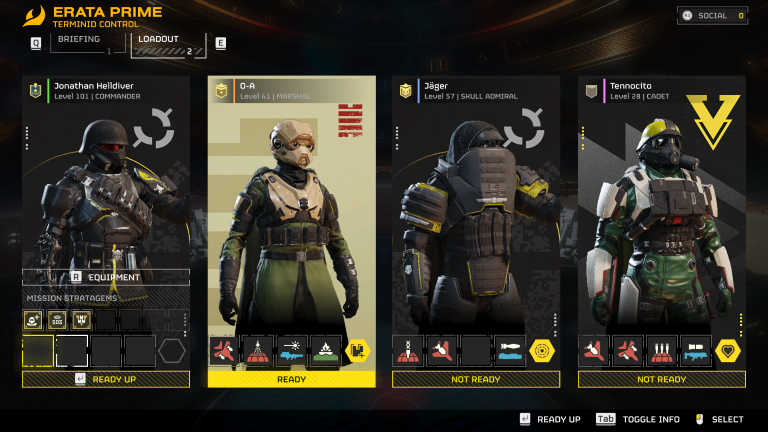 ERATA PRIME
TERMINID CONTROL
SOCIAL 0
Q
BRIEFING
1
LOADOUT
2
E
Jonathan Helldiver
Level 101 | COMMANDER
O-A
Level 41 | MARSHAL
Jäger
Level 57 | SKULL ADMIRAL
Tennocito
Level 28 | CADET
R EQUIPMENT
MISSION STRATAGEMS
SOS
READY UP
READY
NOT READY
NOT READY
READY UP
Tab TOGGLE INFO
SELECT